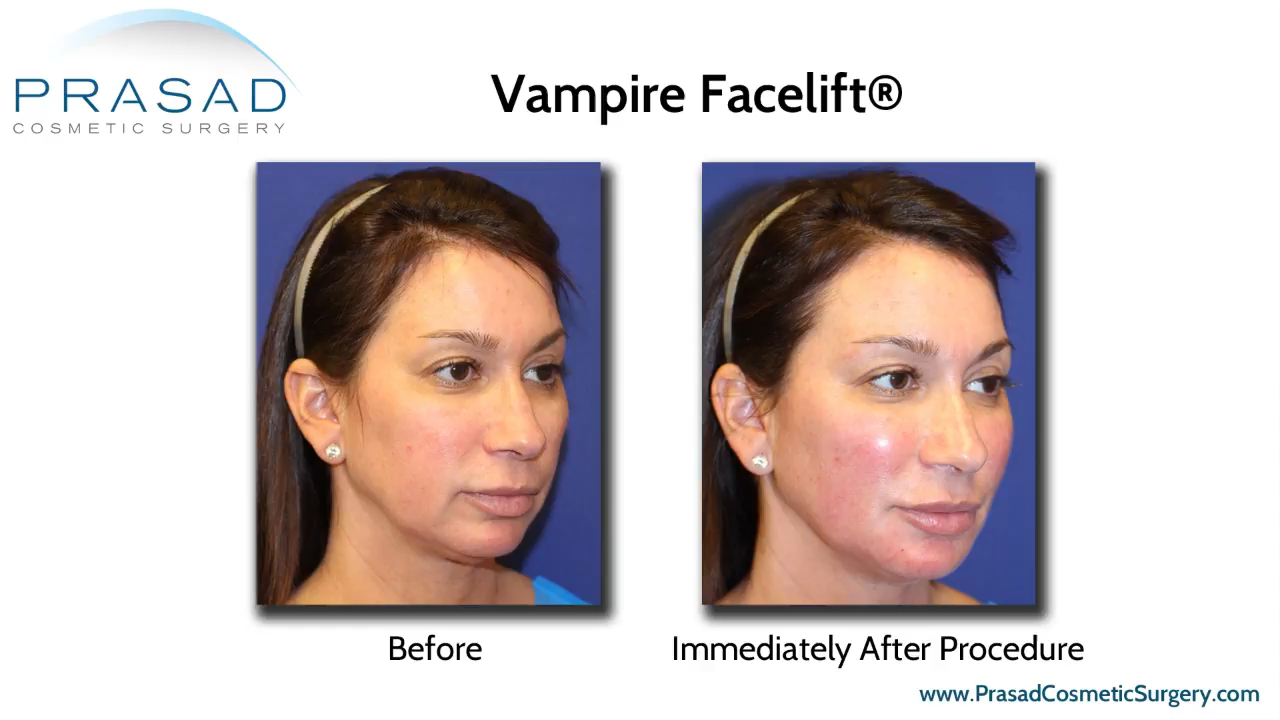 PRASAD
COSMETIC SURGERY
Vampire Facelift®
Before
Immediately After Procedure
www.PrasadCosmeticSurgery.com